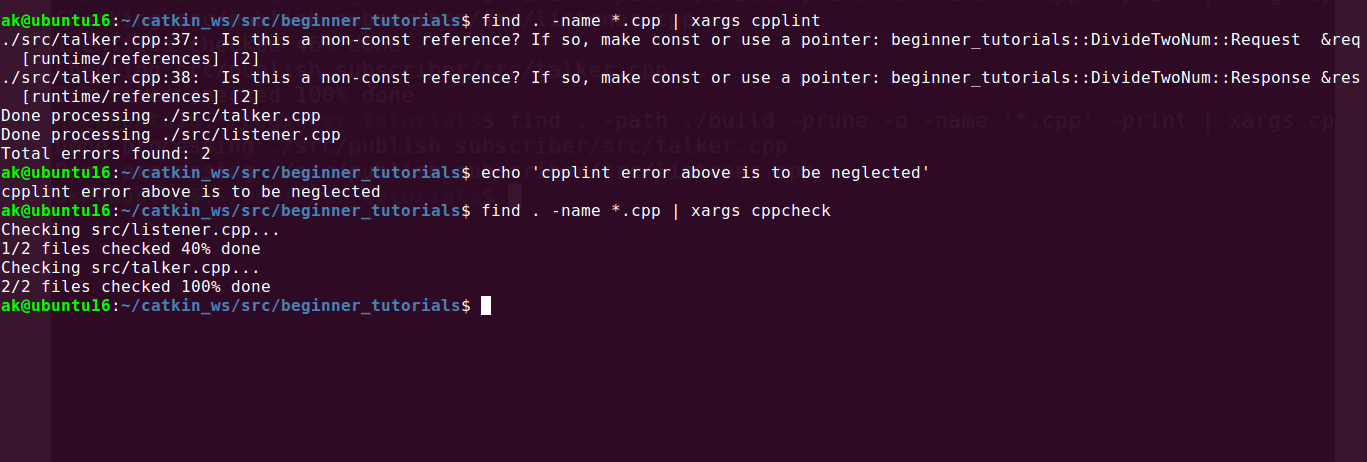 ak@ubuntu16:~/catkin_ws/src/beginner_tutorials$ find . -name *.cpp | xargs cpplint
./src/talker.cpp:37:  Is this a non-const reference? If so, make const or use a pointer: beginner_tutorials::DivideTwoNum::Request  &req
  [runtime/references] [2]
./src/talker.cpp:38:  Is this a non-const reference? If so, make const or use a pointer: beginner_tutorials::DivideTwoNum::Response &res
  [runtime/references] [2]
Done processing ./src/talker.cpp
Done processing ./src/listener.cpp
Total errors found: 2
ak@ubuntu16:~/catkin_ws/src/beginner_tutorials$ echo 'cpplint error above is to be neglected'
cpplint error above is to be neglected
ak@ubuntu16:~/catkin_ws/src/beginner_tutorials$ find . -name *.cpp | xargs cppcheck
Checking src/listener.cpp...
1/2 files checked 40% done
Checking src/talker.cpp...
2/2 files checked 100% done
ak@ubuntu16:~/catkin_ws/src/beginner_tutorials$